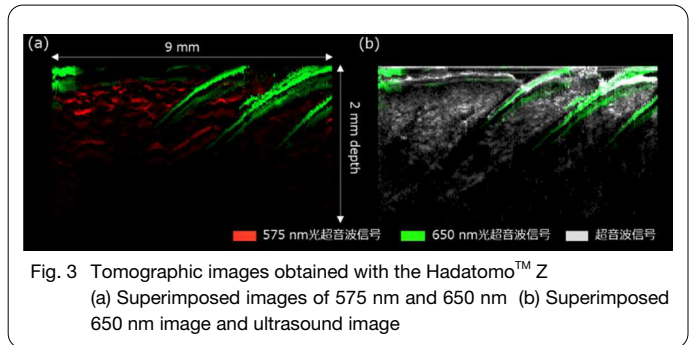 (a)
9 mm
(b)
2 mm depth
575 nm光超音波信号
650 nm光超音波信号
超音波信号
Fig. 3 Tomographic images obtained with the Hadatomo™ Z
(a) Superimposed images of 575 nm and 650 nm (b) Superimposed
650 nm image and ultrasound image